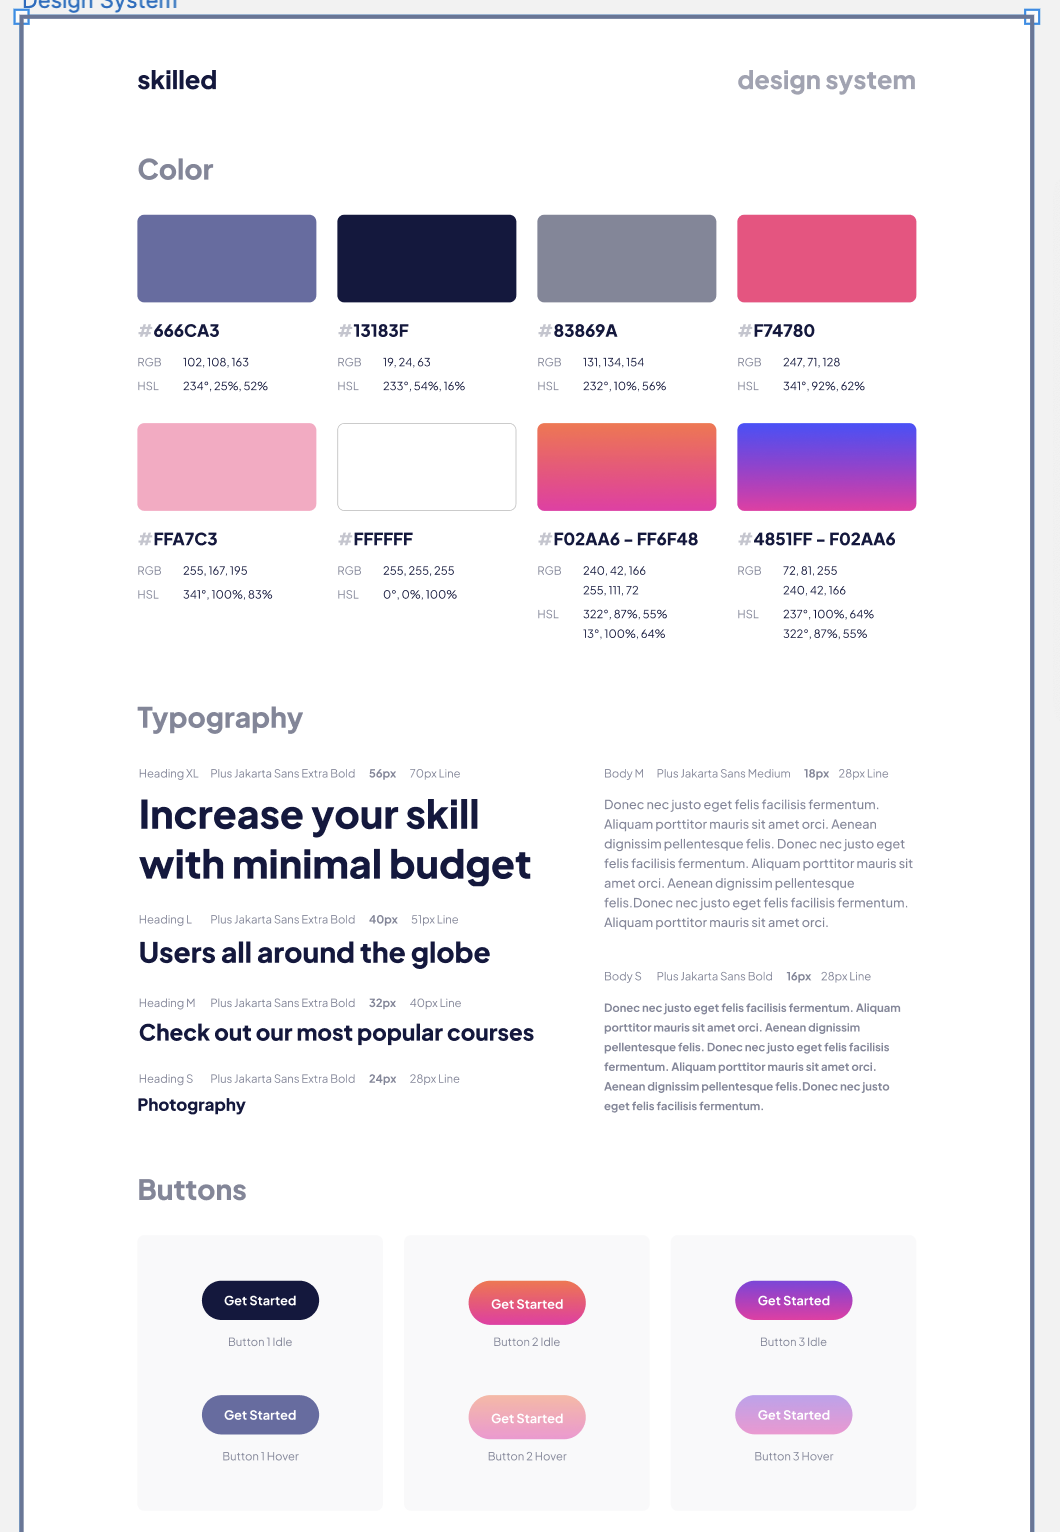 Design System
skilled
design system
Color
#666CA3
RGB 102, 108, 163
HSL 234°, 25%, 52%
#13183F
RGB 19, 24, 63
HSL 233°, 54%, 16%
#83869A
RGB 131, 134, 154
HSL 232°, 10%, 56%
#F74780
RGB 247, 71, 128
HSL 341°, 92%, 62%
#FFA7C3
RGB 255, 167, 195
HSL 341°, 100%, 83%
#FFFFFF
RGB 255, 255, 255
HSL 0°, 0%, 100%
#F02AA6 - FF6F48
RGB 240, 42, 166
255, 111, 72
HSL 322°, 87%, 55%
13°, 100%, 64%
#4851FF - F02AA6
RGB 72, 81, 255
240, 42, 166
HSL 237°, 100%, 64%
322°, 87%, 55%
Typography
Heading XL Plus Jakarta Sans Extra Bold 56px 70px Line
Increase your skill
with minimal budget
Heading L Plus Jakarta Sans Extra Bold 40px 51px Line
Users all around the globe
Heading M Plus Jakarta Sans Extra Bold 32px 40px Line
Check out our most popular courses
Heading S Plus Jakarta Sans Extra Bold 24px 28px Line
Photography
Body M Plus Jakarta Sans Medium 18px 28px Line
Donec nec justo eget felis facilisis fermentum.
Aliquam porttitor mauris sit amet orci. Aenean
dignissim pellentesque felis. Donec nec justo eget
felis facilisis fermentum. Aliquam porttitor mauris sit
amet orci. Aenean dignissim pellentesque
felis.Donec nec justo eget felis facilisis fermentum.
Aliquam porttitor mauris sit amet orci.
Body S Plus Jakarta Sans Bold 16px 28px Line
Donec nec justo eget felis facilisis fermentum. Aliquam
porttitor mauris sit amet orci. Aenean dignissim
pellentesque felis. Donec nec justo eget felis facilisis
fermentum. Aliquam porttitor mauris sit amet orci.
Aenean dignissim pellentesque felis.Donec nec justo
eget felis facilisis fermentum.
Buttons
Get Started
Button 1 Idle
Get Started
Button 1 Hover
Get Started
Button 2 Idle
Get Started
Button 2 Hover
Get Started
Button 3 Idle
Get Started
Button 3 Hover